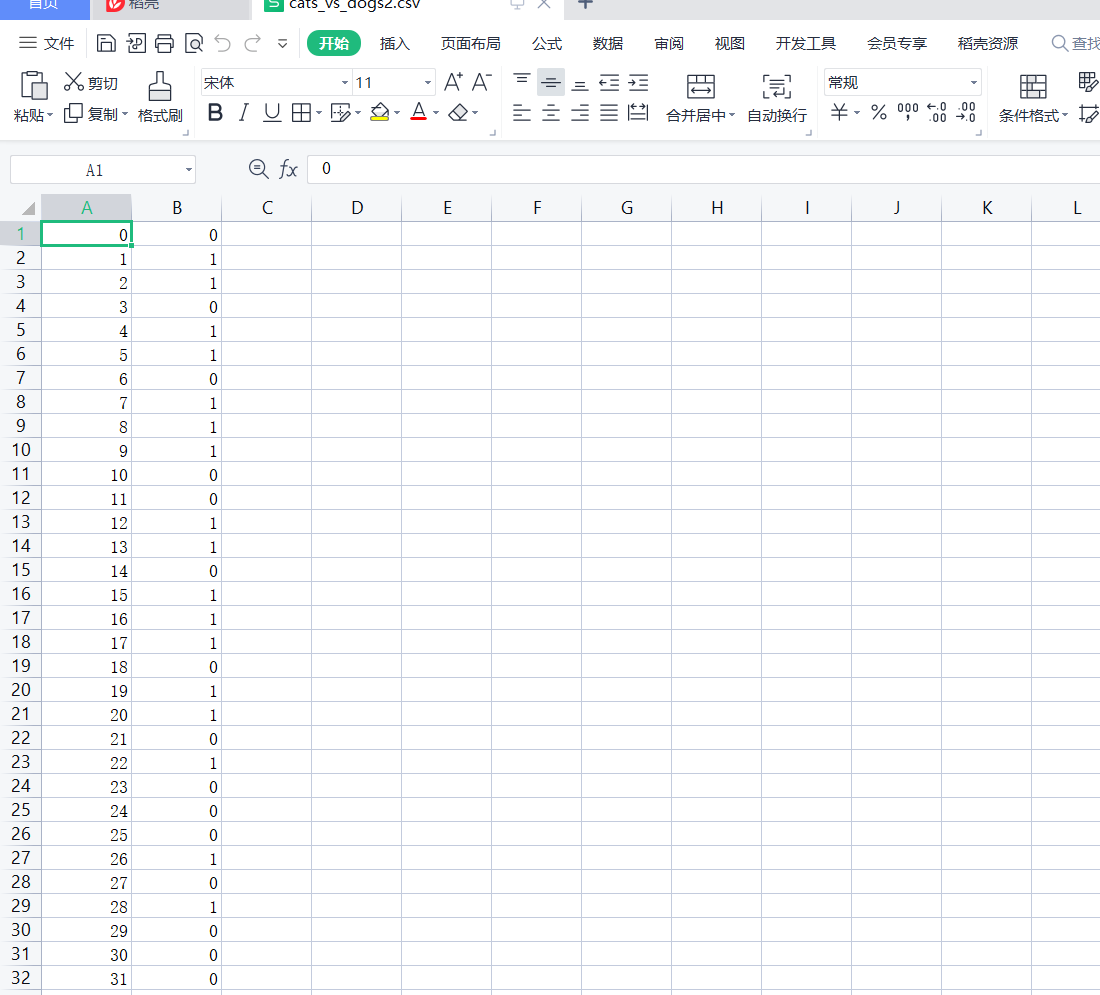 首页 稻壳 cats_vs_dogs2.csv
文件 开始 插入 页面布局 公式 数据 审阅 视图 开发工具 会员专享 稻壳资源 查找
剪切 宋体 11 A+ A- 常规
粘贴 复制 格式刷 B I U A 合并居中 自动换行 ¥ % 000 , ←.0 .00 .00 →.0 条件格式
A1 fx 0
A B C D E F G H I J K L
1 0 0
2 1 1
3 2 1
4 3 0
5 4 1
6 5 1
7 6 0
8 7 1
9 8 1
10 9 1
11 10 0
12 11 0
13 12 1
14 13 1
15 14 0
16 15 1
17 16 1
18 17 1
19 18 0
20 19 1
21 20 1
22 21 0
23 22 1
24 23 0
25 24 0
26 25 0
27 26 1
28 27 0
29 28 1
30 29 0
31 30 0
32 31 0